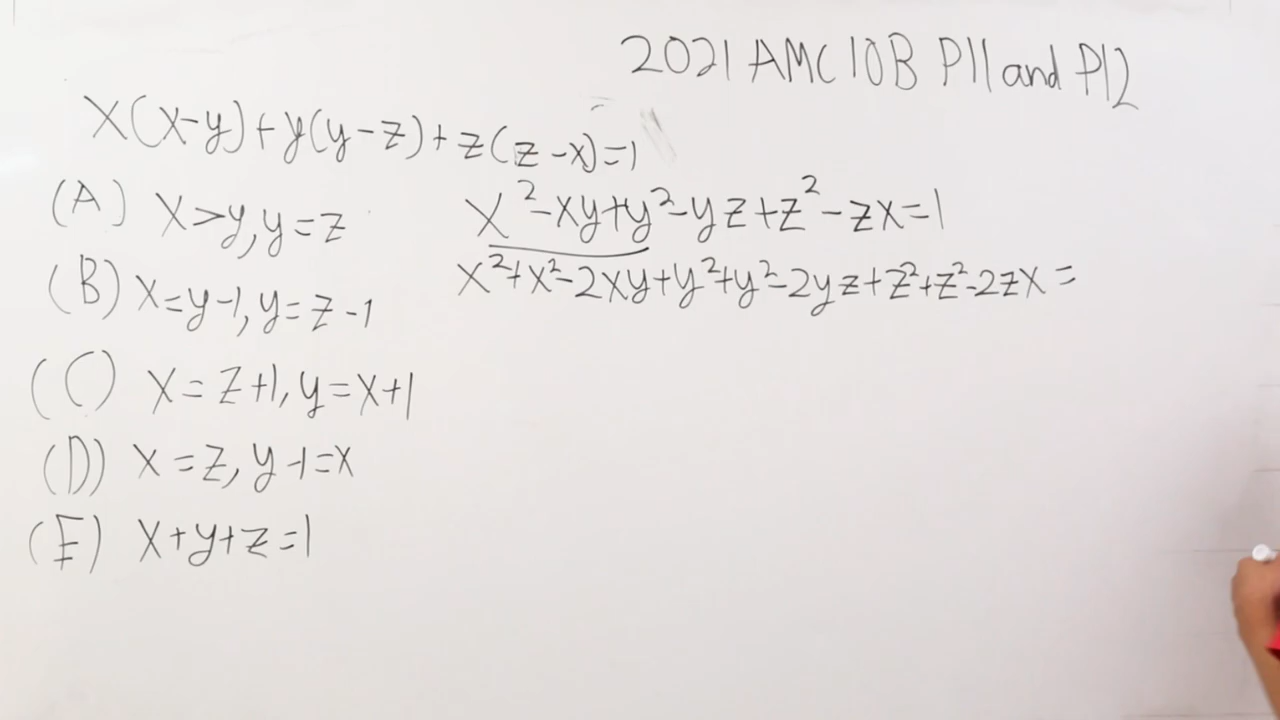 2021 AMC 10B P11 and P12
x(x-y)+y(y-z)+z(z-x)=1
(A) x>y, y=z
x²-xy+y²-yz+z²-zx=1
(B) x=y-1, y=z-1
x²+x²-2xy+y²+y²-2yz+z²+z²-2zx=
(C) x=z+1, y=x+1
(D) x=z, y-1=x
(E) x+y+z=1